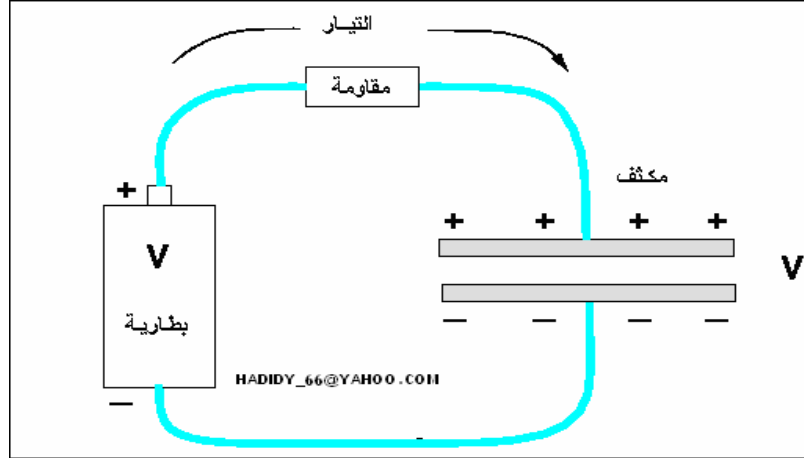 التيار
مقاومة
مكثف
+ + + + +
V
V
بطارية
— — — —
HADIDY_66@YAHOO.COM
—